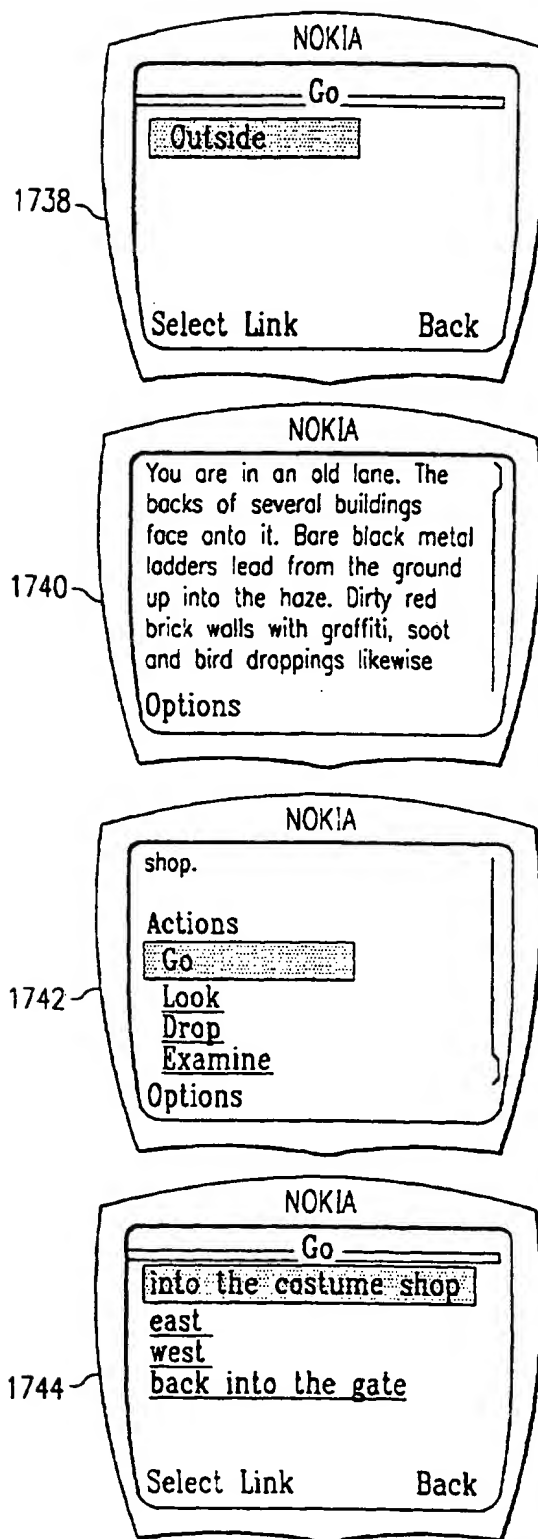 NOKIA
Go
Outside
1738
Select Link Back
NOKIA
You are in an old lane. The
backs of several buildings
face onto it. Bare black metal
ladders lead from the ground
1740
up into the haze. Dirty red
brick walls with graffiti, soot
and bird droppings likewise
Options
NOKIA
shop.
Actions
Go
1742
Look
Drop
Examine
Options
NOKIA
Go
into the costume shop
east
west
1744
back into the gate
Select Link Back